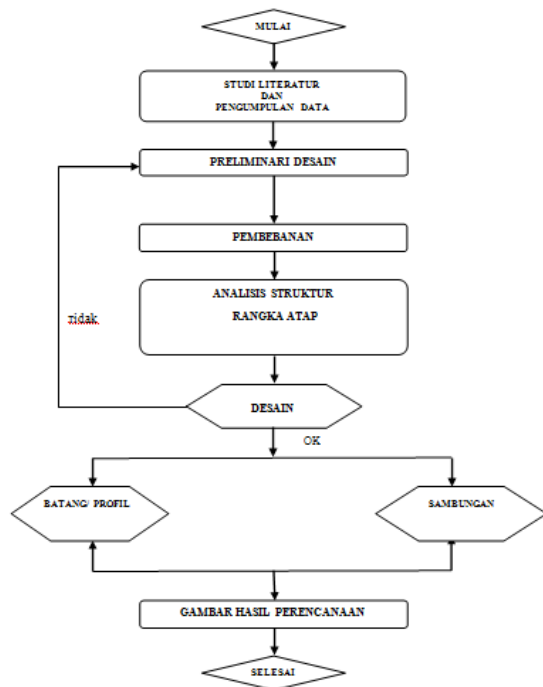 MULAI
STUDI LITERATUR
DAN
PENGUMPULAN DATA
PRELIMINARI DESAIN
PEMBEBANAN
ANALISIS STRUKTUR
RANGKA ATAP
tidak
DESAIN
OK
BATANG/ PROFIL
SAMBUNGAN
GAMBAR HASIL PERENCANAAN
SELESAI